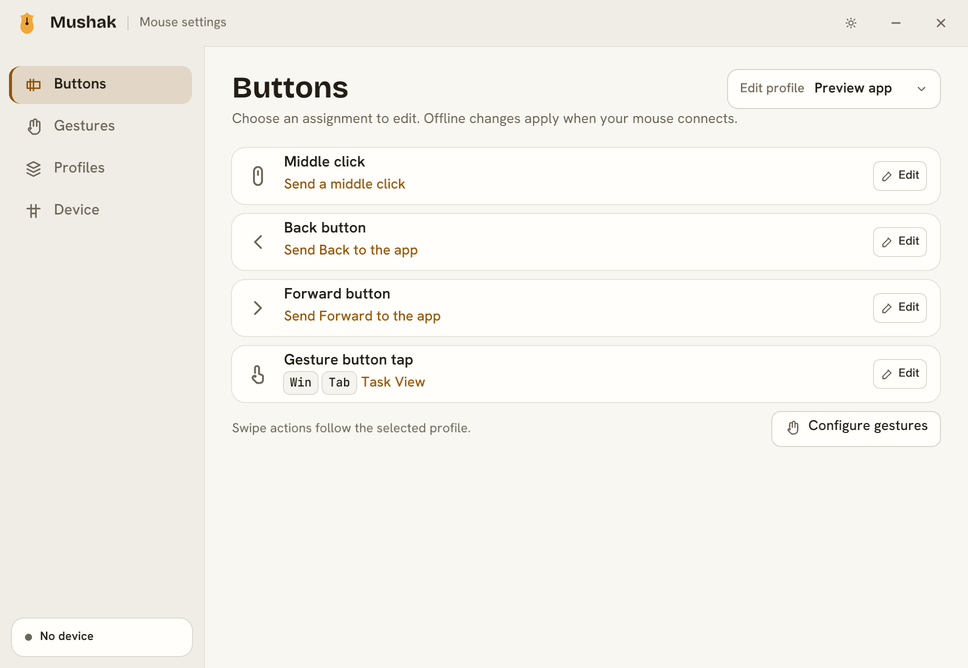 Mushak | Mouse settings
Buttons
Gestures
Profiles
Device
No device
Buttons
Choose an assignment to edit. Offline changes apply when your mouse connects.
Edit profile Preview app
Middle click
Send a middle click
Edit
Back button
Send Back to the app
Edit
Forward button
Send Forward to the app
Edit
Gesture button tap
Win Tab Task View
Edit
Swipe actions follow the selected profile.
Configure gestures